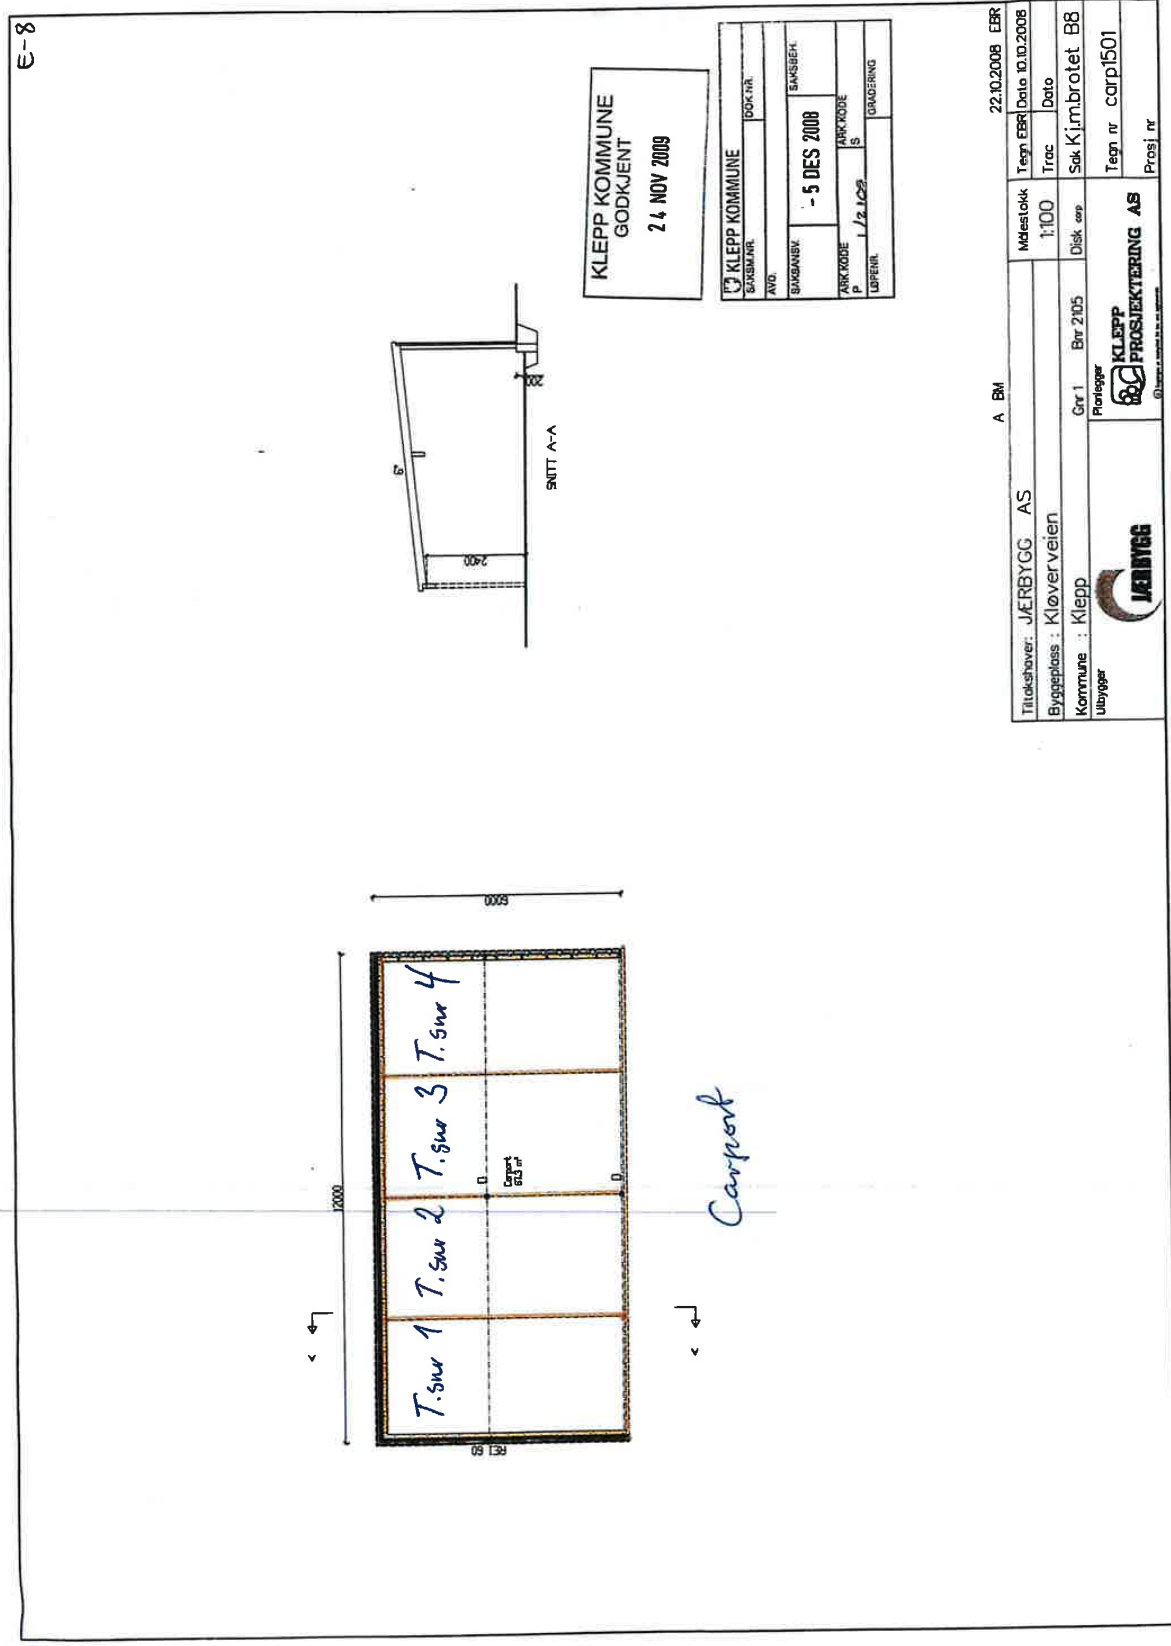 E-8
KLEPP KOMMUNE
GODKJENT
24 NOV 2009
KLEPP KOMMUNE
SAKSM.NR.
DOK.NR.
AVD.
SAKSANSV.
- 5 DES 2008
SAKSBEH.
ARK.KODE
P
ARK.KODE
S
LØPENR.
GRADERING
200
2400
SNITT A-A
12000
6000
T.snr 1 T.snr 2 T.snr 3 T.snr 4
Carport
REI 60
A A
Carport
A BM 22.10.2008 EBR
Tiltakshaver: JÆRBYGG AS
Målestokk
Tegn EBR
Dato 10.10.2008
Byggeplass : Kløverveien
1:100
Trac
Dato
Kommune : Klepp
Gnr 1 Bnr 2105
Disk carp
Sak Kj.m.brotet B8
Utbygger
JÆRBYGG
Planlegger
KLEPP
PROSJEKTERING AS
Tegn nr carp1501
Prosj nr